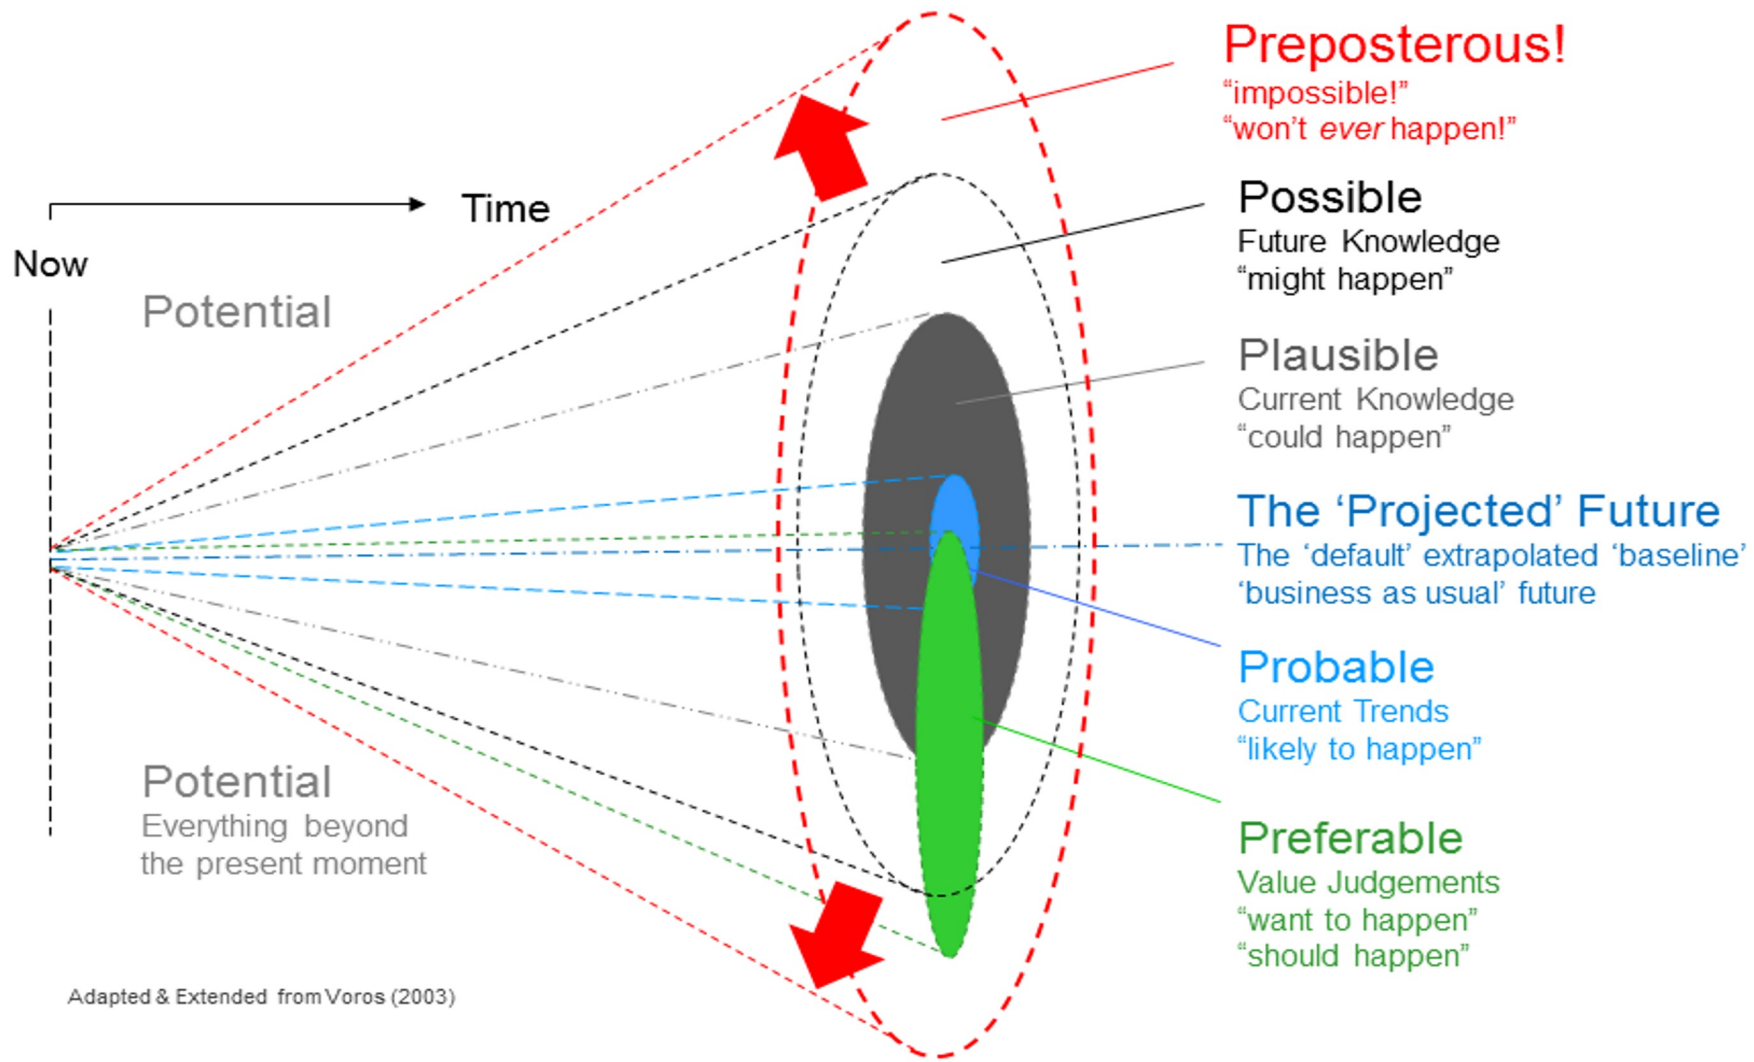 Preposterous!
“impossible!”
“won’t ever happen!”
Time
Now
Possible
Future Knowledge
“might happen”
Potential
Plausible
Current Knowledge
“could happen”
The ‘Projected’ Future
The ‘default’ extrapolated ‘baseline’
‘business as usual’ future
Probable
Current Trends
“likely to happen”
Potential
Everything beyond
the present moment
Preferable
Value Judgements
“want to happen”
“should happen”
Adapted & Extended from Voros (2003)